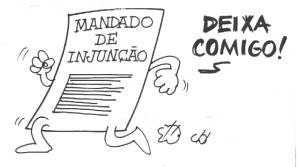 MANDADO
DE
INJUNÇÃO
DEIXA
COMIGO!